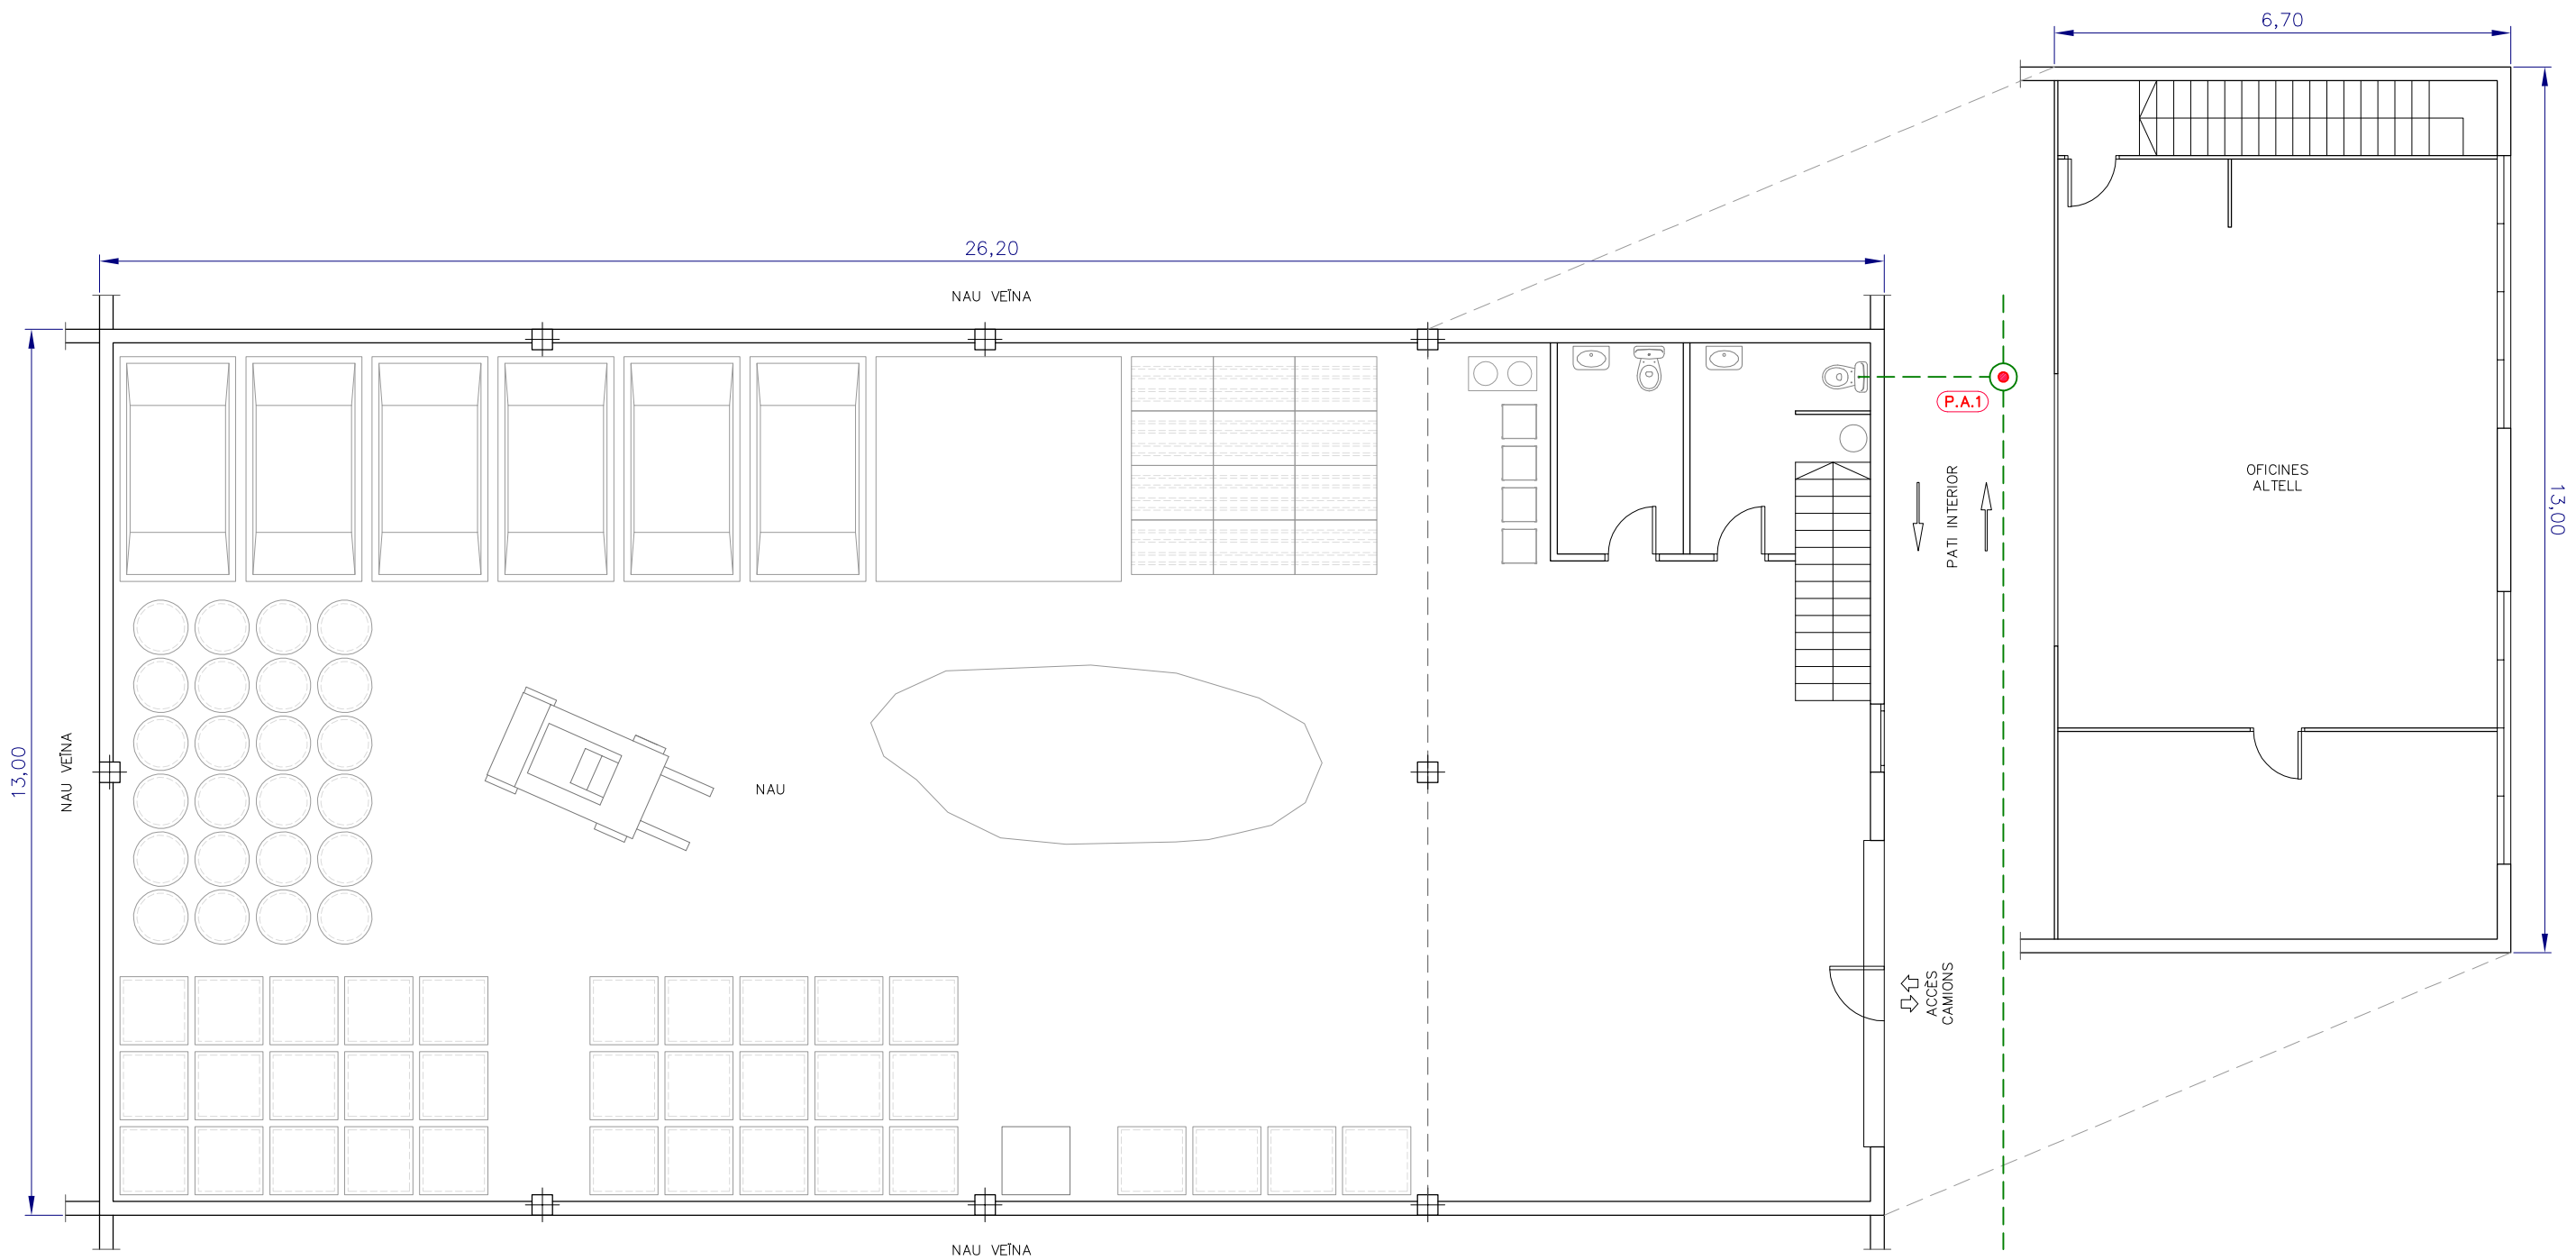 6,70
26,20
NAU VEÏNA
P.A.1
OFICINES
ALTELL
PATI INTERIOR
13,00
13,00
NAU VEÏNA
NAU
ACCÉS
CAMIONS
NAU VEÏNA